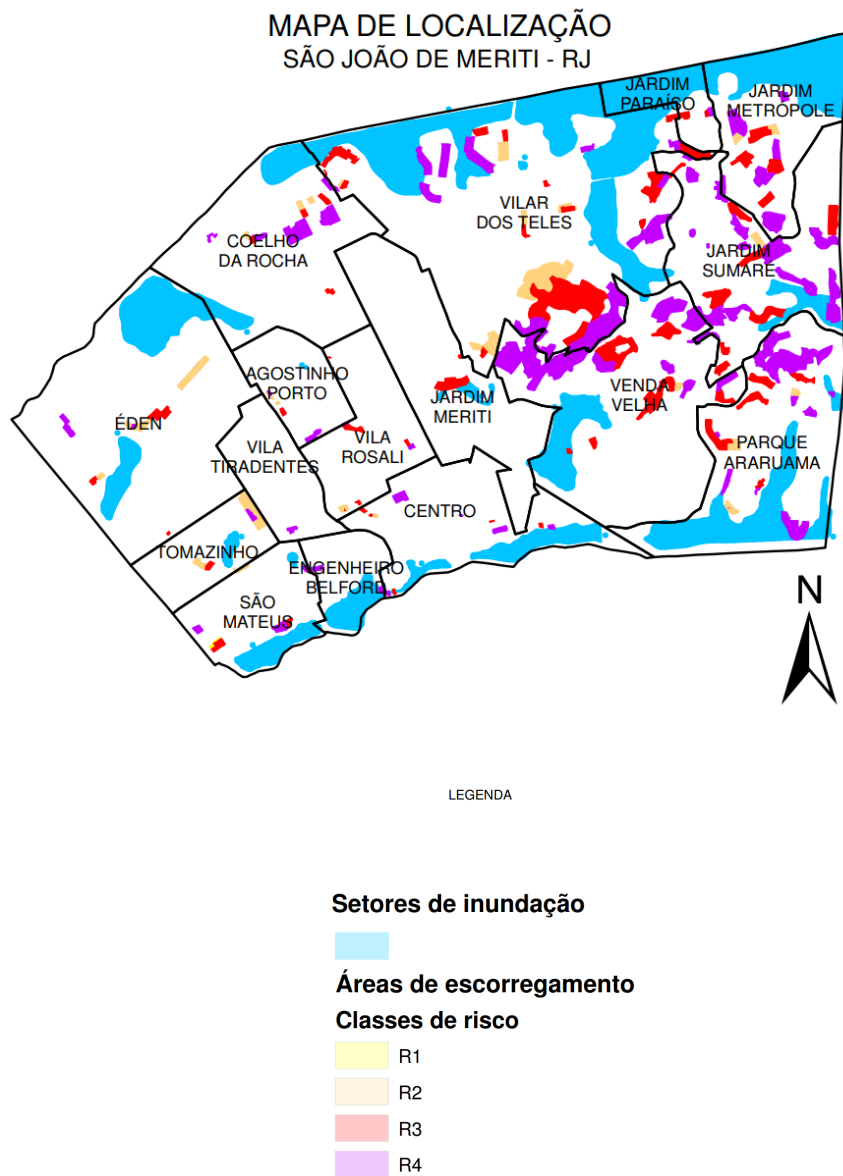 MAPA DE LOCALIZAÇÃO
SÃO JOÃO DE MERITI - RJ
JARDIM
PARAÍSO
JARDIM
METRÓPOLE
VILAR
DOS TELES
COELHO
DA ROCHA
JARDIM
SUMARÉ
AGOSTINHO
PORTO
JARDIM
MERITI
VENDA
VELHA
ÉDEN
VILA
TIRADENTES
VILA
ROSALI
PARQUE
ARARUAMA
CENTRO
TOMAZINHO
ENGENHEIRO
BELFORD
SÃO
MATEUS
N
LEGENDA
Setores de inundação
Áreas de escorregamento
Classes de risco
R1
R2
R3
R4